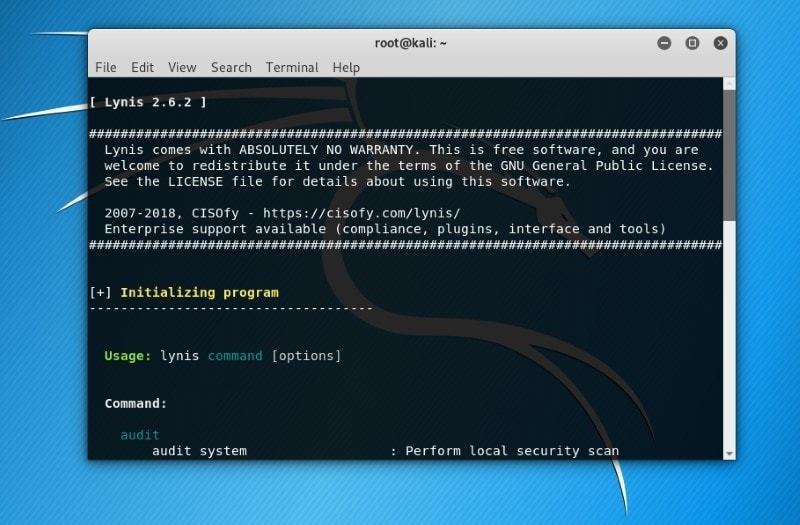 root@kali: ~
File Edit View Search Terminal Help
[ Lynis 2.6.2 ]
################################################################################
Lynis comes with ABSOLUTELY NO WARRANTY. This is free software, and you are
welcome to redistribute it under the terms of the GNU General Public License.
See the LICENSE file for details about using this software.
2007-2018, CISOfy - https://cisofy.com/lynis/
Enterprise support available (compliance, plugins, interface and tools)
################################################################################
[+] Initializing program
------------------------------------
Usage: lynis command [options]
Command:
audit
audit system : Perform local security scan